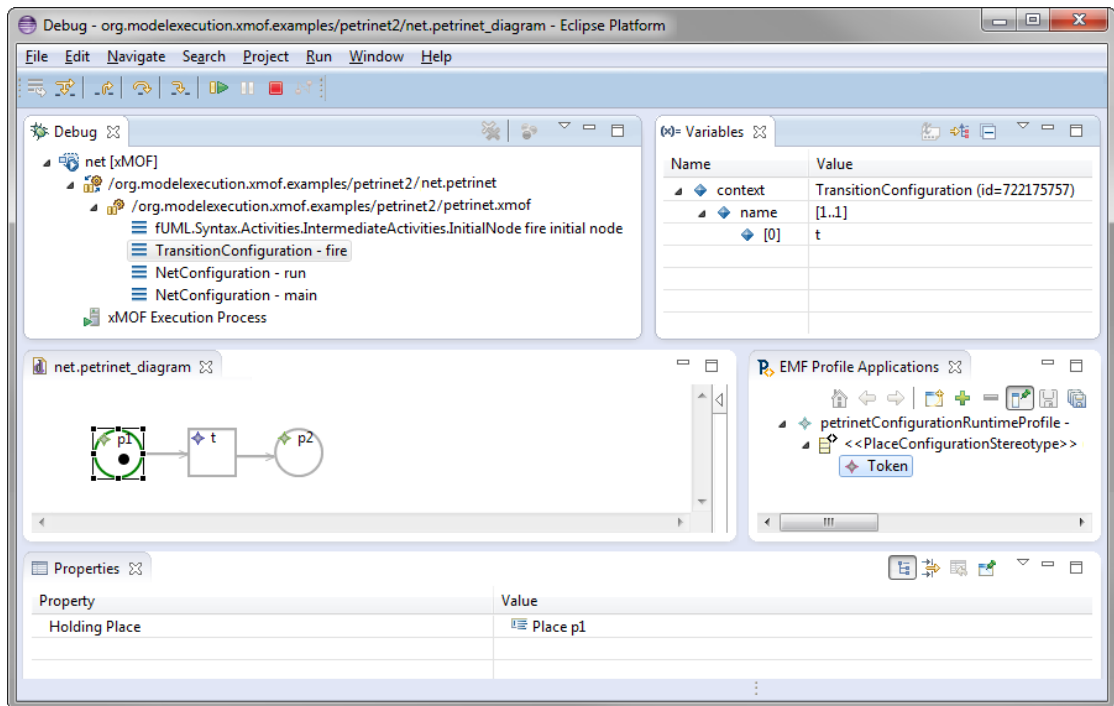 Debug - org.modelexecution.xmof.examples/petrinet2/net.petrinet_diagram - Eclipse Platform
File Edit Navigate Search Project Run Window Help
Debug
net [xMOF]
/org.modelexecution.xmof.examples/petrinet2/net.petrinet
/org.modelexecution.xmof.examples/petrinet2/petrinet.xmof
fUML.Syntax.Activities.IntermediateActivities.InitialNode fire initial node
TransitionConfiguration - fire
NetConfiguration - run
NetConfiguration - main
xMOF Execution Process
(x)= Variables
Name Value
context TransitionConfiguration (id=722175757)
name [1..1]
[0] t
net.petrinet_diagram
p1 t p2
EMF Profile Applications
petrinetConfigurationRuntimeProfile -
<<PlaceConfigurationStereotype>>
Token
Properties
Property Value
Holding Place Place p1